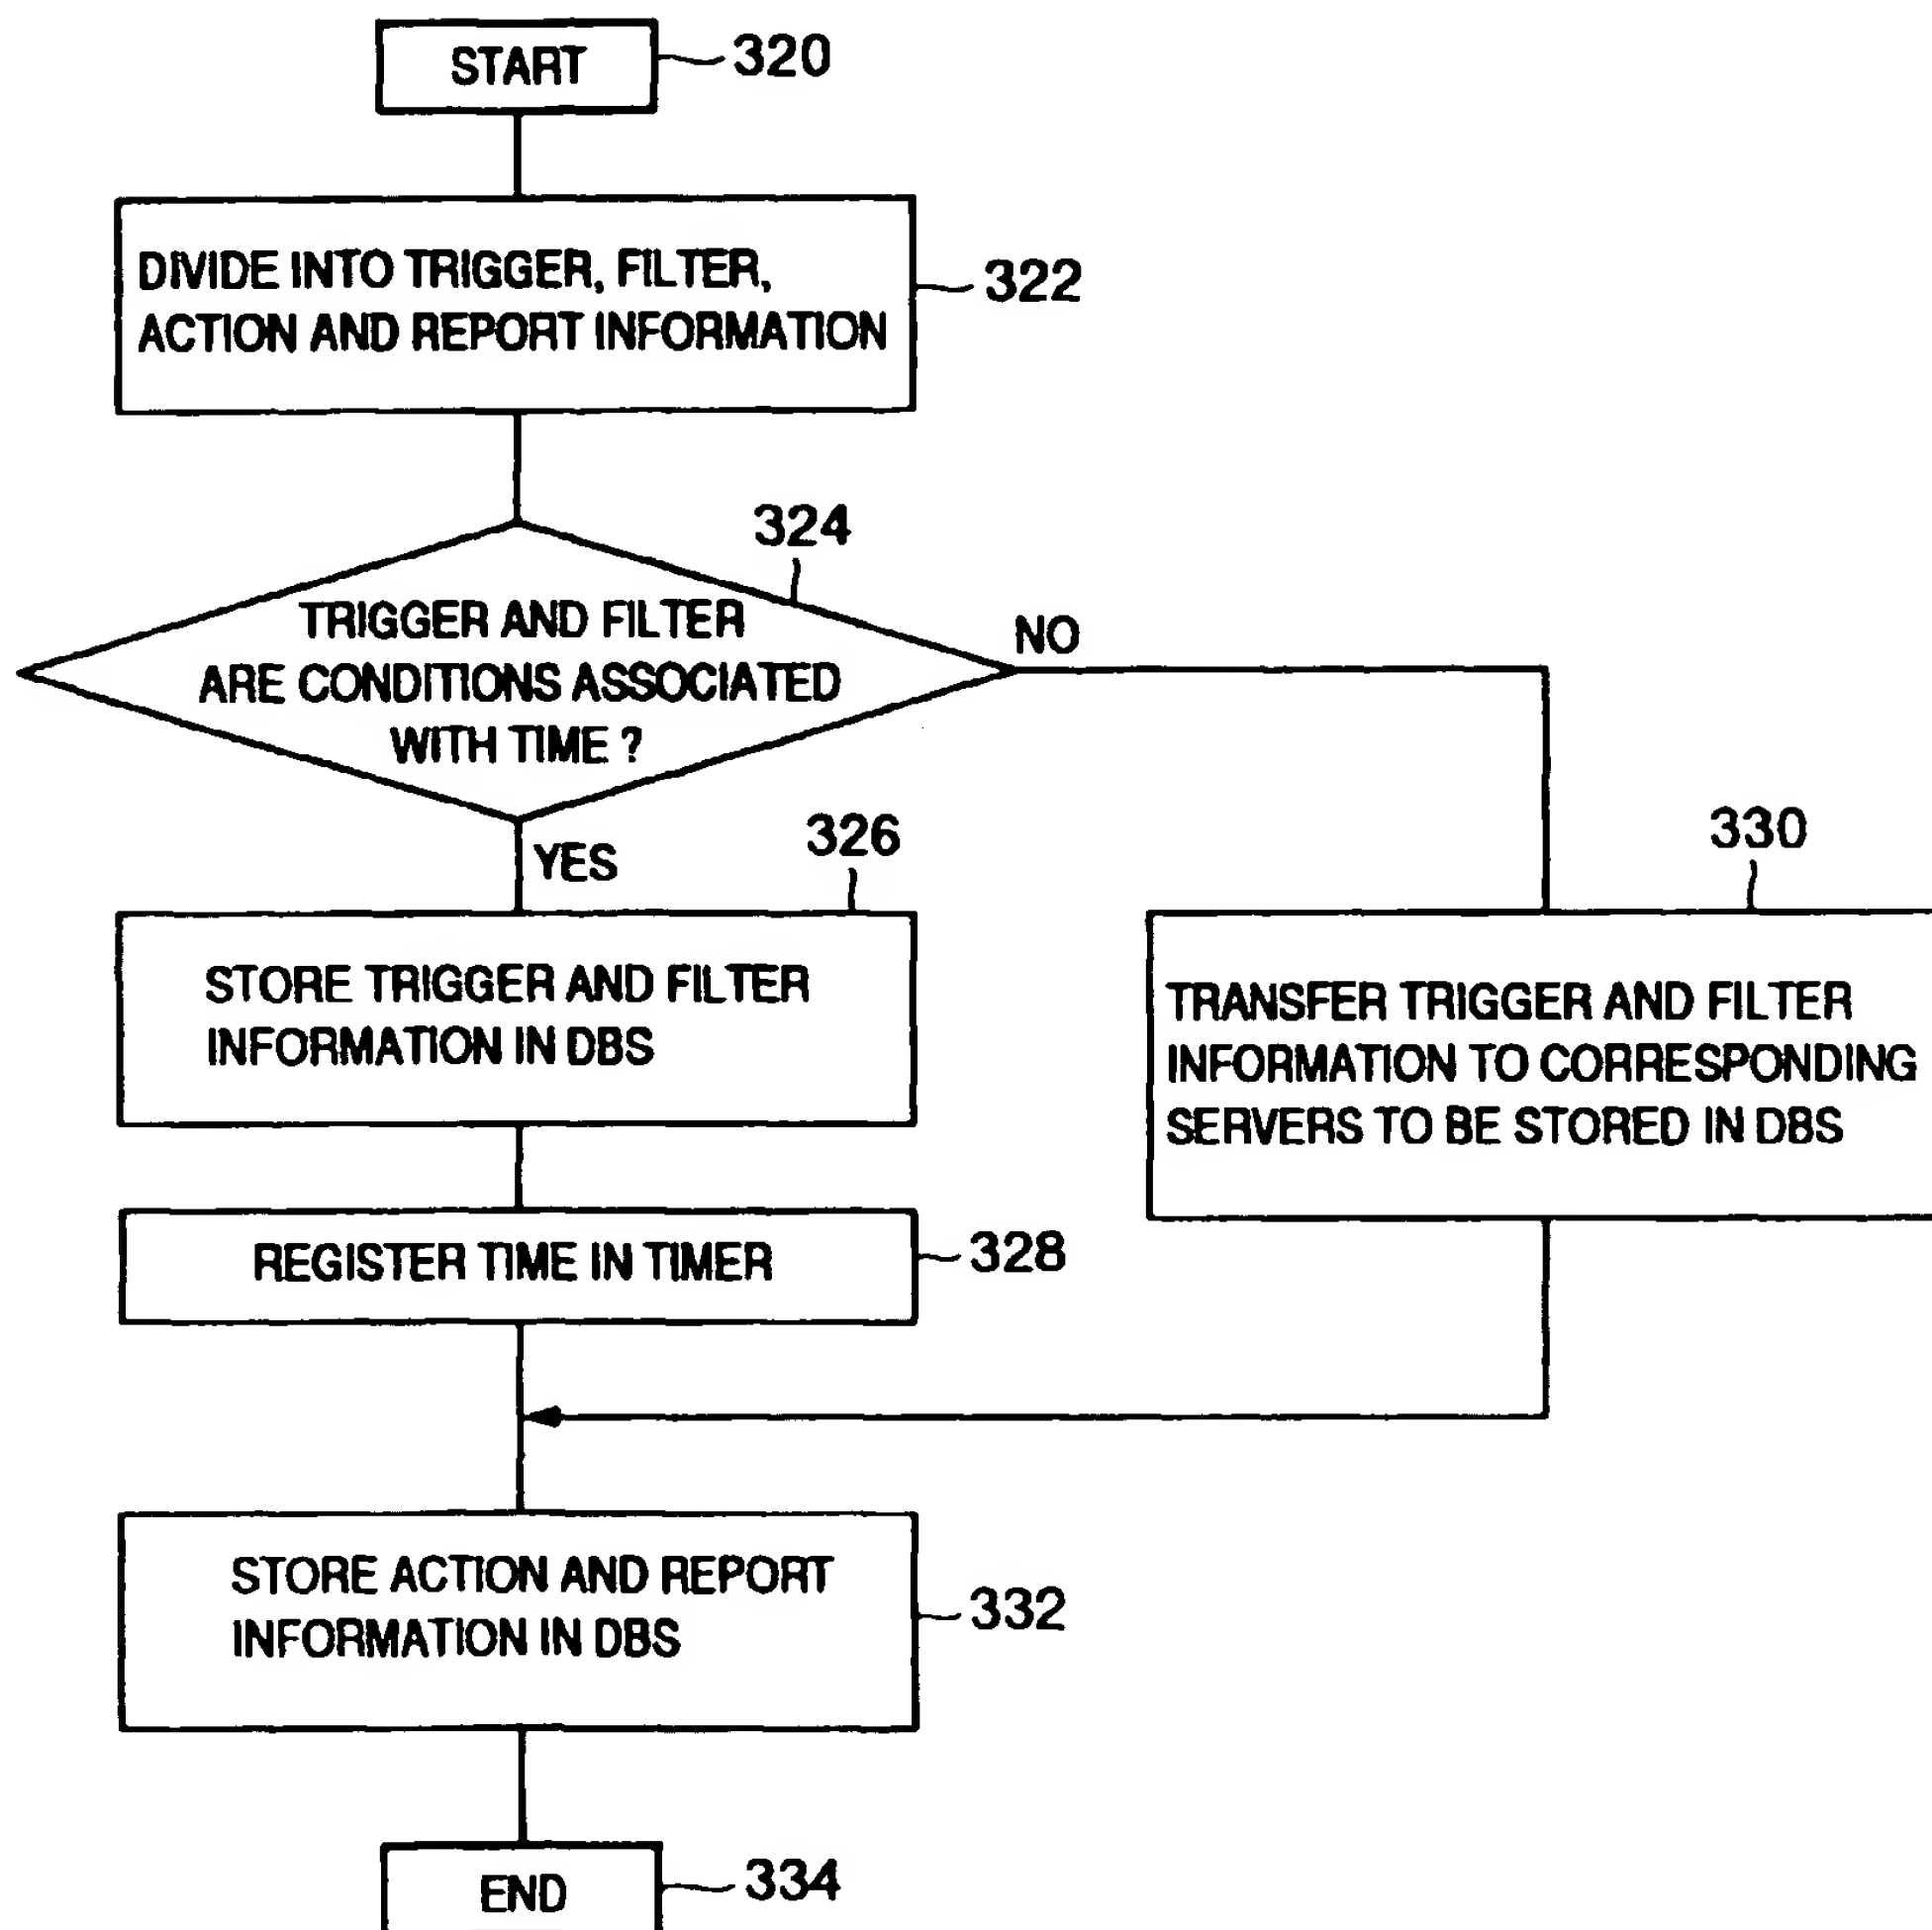 START
320
DIVIDE INTO TRIGGER, FILTER,
ACTION AND REPORT INFORMATION
322
324
TRIGGER AND FILTER
ARE CONDITIONS ASSOCIATED
WITH TIME ?
NO
YES
326
STORE TRIGGER AND FILTER
INFORMATION IN DBS
330
TRANSFER TRIGGER AND FILTER
INFORMATION TO CORRESPONDING
SERVERS TO BE STORED IN DBS
REGISTER TIME IN TIMER
328
STORE ACTION AND REPORT
INFORMATION IN DBS
332
END
334